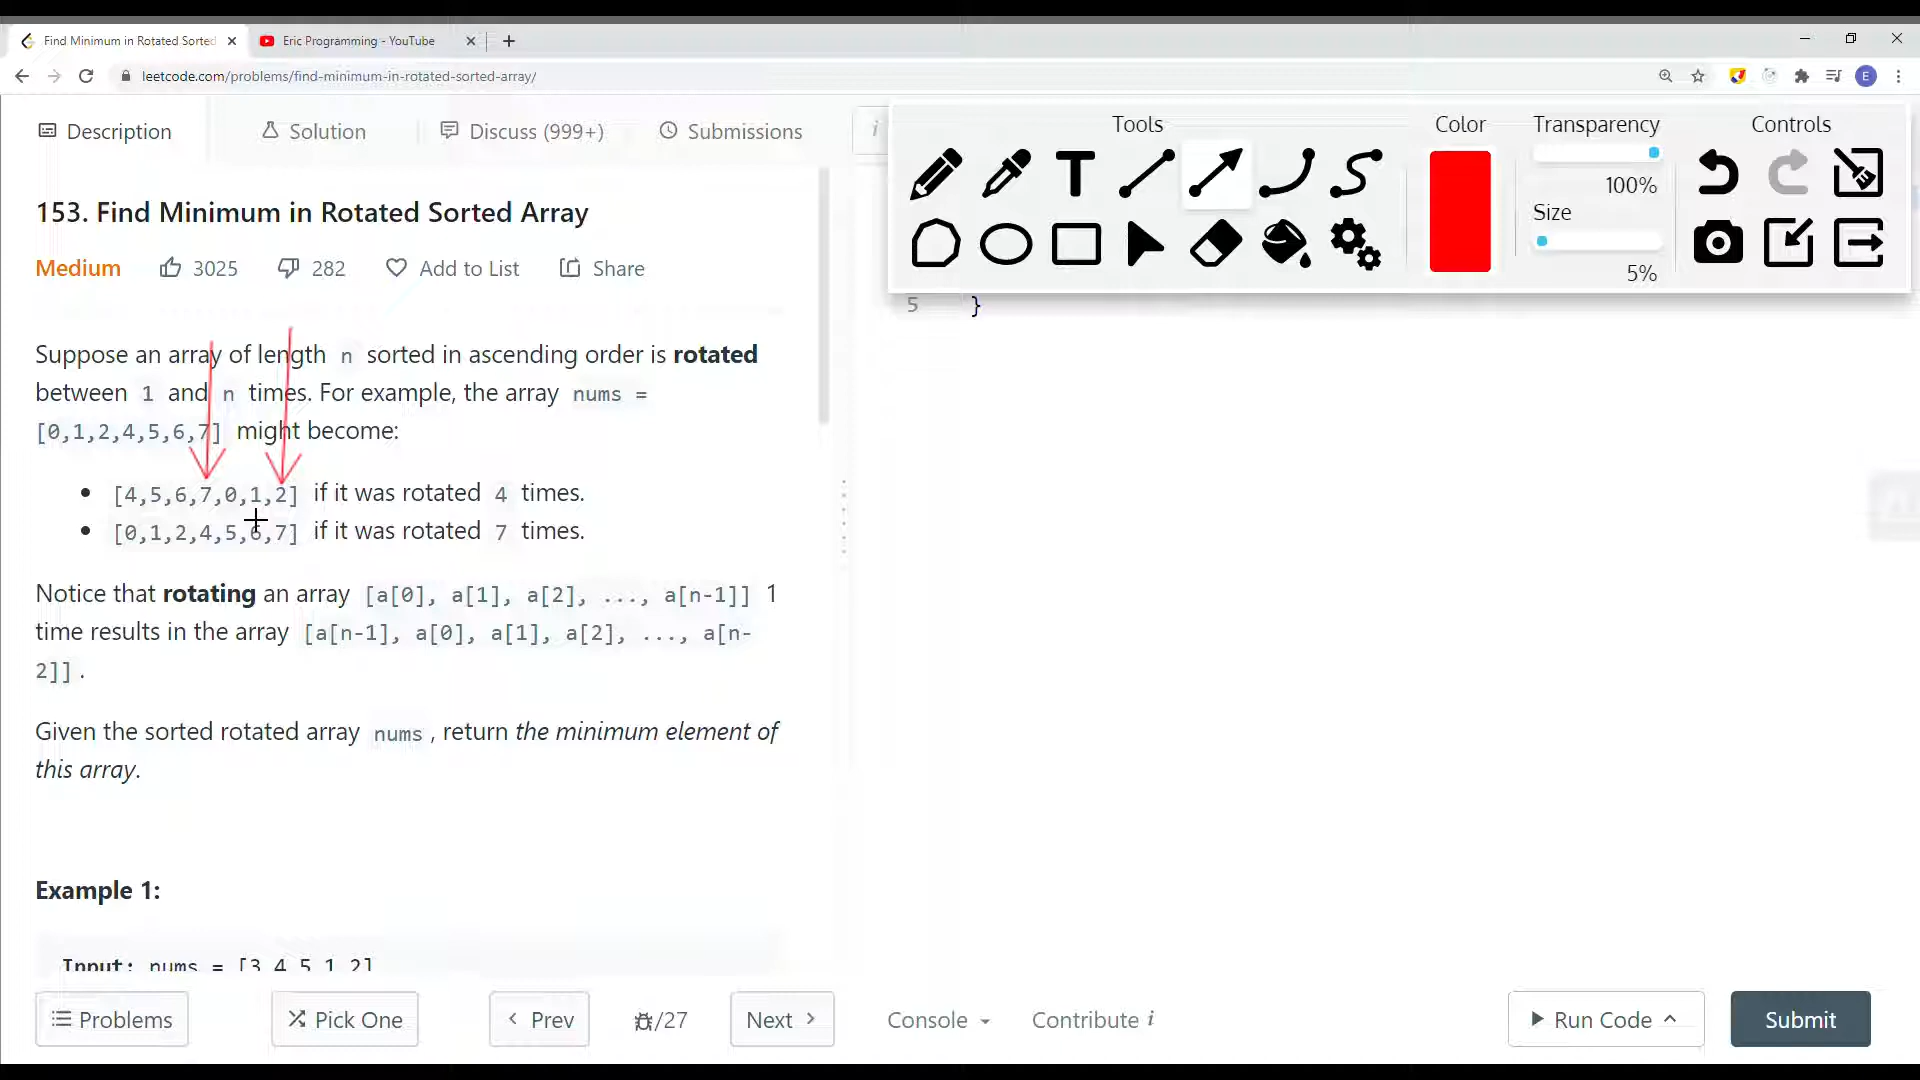 Find Minimum in Rotated Sorted
Eric Programming - YouTube
leetcode.com/problems/find-minimum-in-rotated-sorted-array/
E
Description
Solution
Discuss (999+)
Submissions
i
Tools
Color
Transparency
Controls
100%
Size
5%
153. Find Minimum in Rotated Sorted Array
Medium
3025
282
Add to List
Share
5 }
Suppose an array of length n sorted in ascending order is rotated
between 1 and n times. For example, the array nums =
[0,1,2,4,5,6,7] might become:
[4,5,6,7,0,1,2] if it was rotated 4 times.
[0,1,2,4,5,6,7] if it was rotated 7 times.
Notice that rotating an array [a[0], a[1], a[2], ..., a[n-1]] 1
time results in the array [a[n-1], a[0], a[1], a[2], ..., a[n-
2]].
Given the sorted rotated array nums, return the minimum element of
this array.
Example 1:
Input: nums = [3,4,5,1,2]
Problems
Pick One
Prev
/27
Next
Console
Contribute i
Run Code
Submit